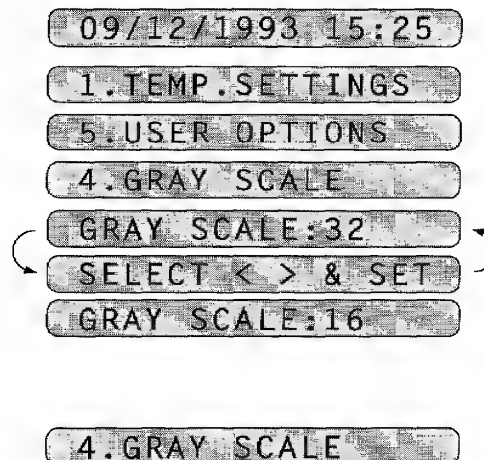 09/12/1993 15:25
1.TEMP.SETTINGS
5.USER OPTIONS
4.GRAY SCALE
GRAY SCALE:32
SELECT < > & SET
GRAY SCALE:16
4.GRAY SCALE